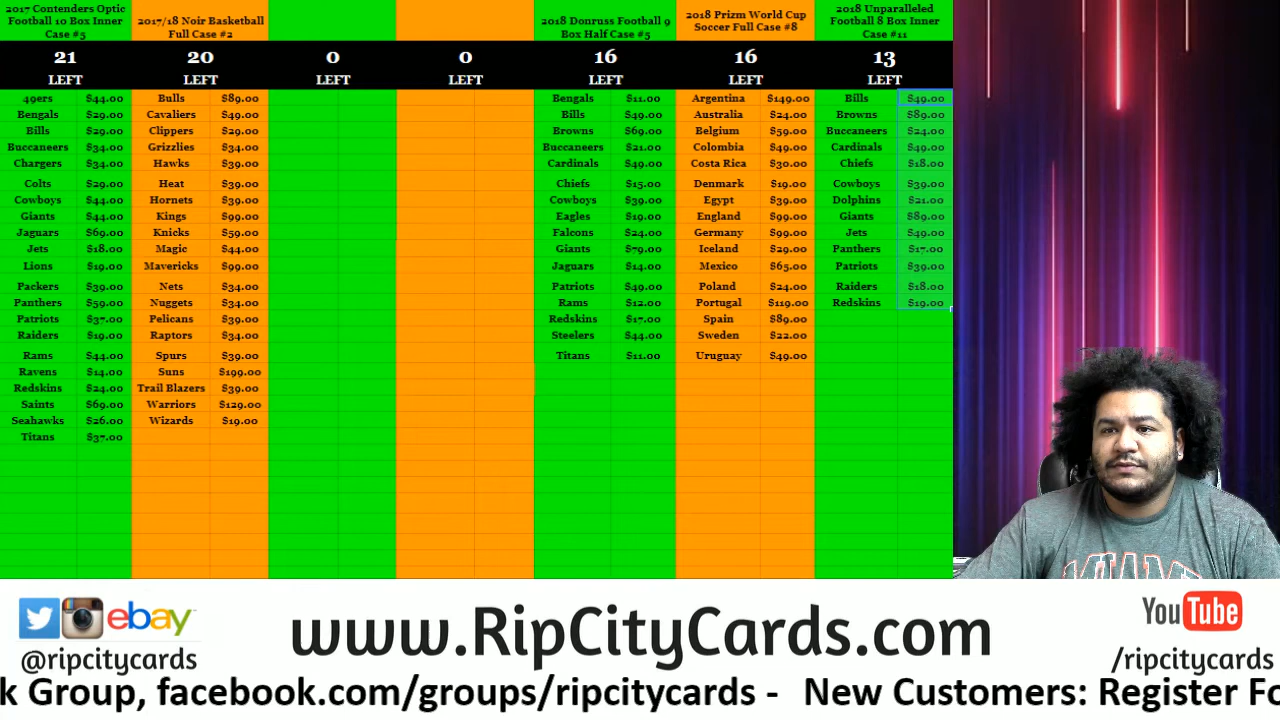 2017 Contenders Optic
Football 10 Box Inner
Case #5
21
LEFT
49ers $44.00
Bengals $29.00
Bills $29.00
Buccaneers $34.00
Chargers $34.00
Colts $29.00
Cowboys $44.00
Giants $44.00
Jaguars $69.00
Jets $18.00
Lions $19.00
Packers $39.00
Panthers $59.00
Patriots $37.00
Raiders $19.00
Rams $44.00
Ravens $14.00
Redskins $24.00
Saints $69.00
Seahawks $26.00
Titans $37.00
2017/18 Noir Basketball
Full Case #2
20
LEFT
Bulls $89.00
Cavaliers $49.00
Clippers $29.00
Grizzlies $34.00
Hawks $39.00
Heat $39.00
Hornets $39.00
Kings $99.00
Knicks $59.00
Magic $44.00
Mavericks $99.00
Nets $34.00
Nuggets $34.00
Pelicans $39.00
Raptors $34.00
Spurs $39.00
Suns $199.00
Trail Blazers $39.00
Warriors $129.00
Wizards $19.00
0
LEFT
0
LEFT
2018 Donruss Football 9
Box Half Case #5
16
LEFT
Bengals $11.00
Bills $49.00
Browns $69.00
Buccaneers $21.00
Cardinals $49.00
Chiefs $15.00
Cowboys $39.00
Eagles $19.00
Falcons $24.00
Giants $79.00
Jaguars $14.00
Patriots $49.00
Rams $12.00
Redskins $17.00
Steelers $44.00
Titans $11.00
2018 Prizm World Cup
Soccer Full Case #8
16
LEFT
Argentina $149.00
Australia $24.00
Belgium $59.00
Colombia $49.00
Costa Rica $30.00
Denmark $19.00
Egypt $39.00
England $99.00
Germany $99.00
Iceland $29.00
Mexico $65.00
Poland $24.00
Portugal $119.00
Spain $89.00
Sweden $22.00
Uruguay $49.00
2018 Unparalleled
Football 8 Box Inner
Case #11
13
LEFT
Bills $49.00
Browns $89.00
Buccaneers $24.00
Cardinals $49.00
Chiefs $18.00
Cowboys $39.00
Dolphins $21.00
Giants $89.00
Jets $49.00
Panthers $17.00
Patriots $39.00
Raiders $18.00
Redskins $19.00
MIAMI
ebay
@ripcitycards
www.RipCityCards.com
YouTube
/ripcitycards
k Group, facebook.com/groups/ripcitycards - New Customers: Register Fo